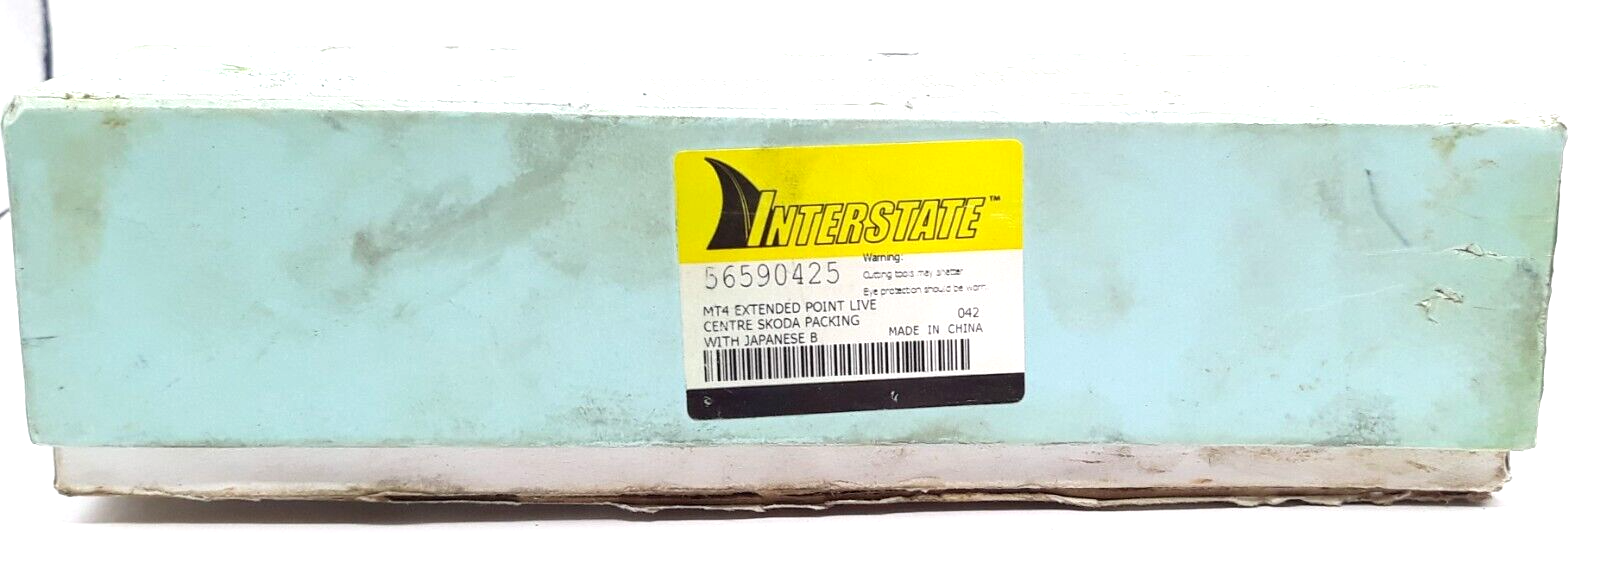 INTERSTATE™
56590425
Warning:
Cutting tools may shatter
Eye protection should be worn.
MT4 EXTENDED POINT LIVE
CENTRE SKODA PACKING
WITH JAPANESE B
042
MADE IN CHINA